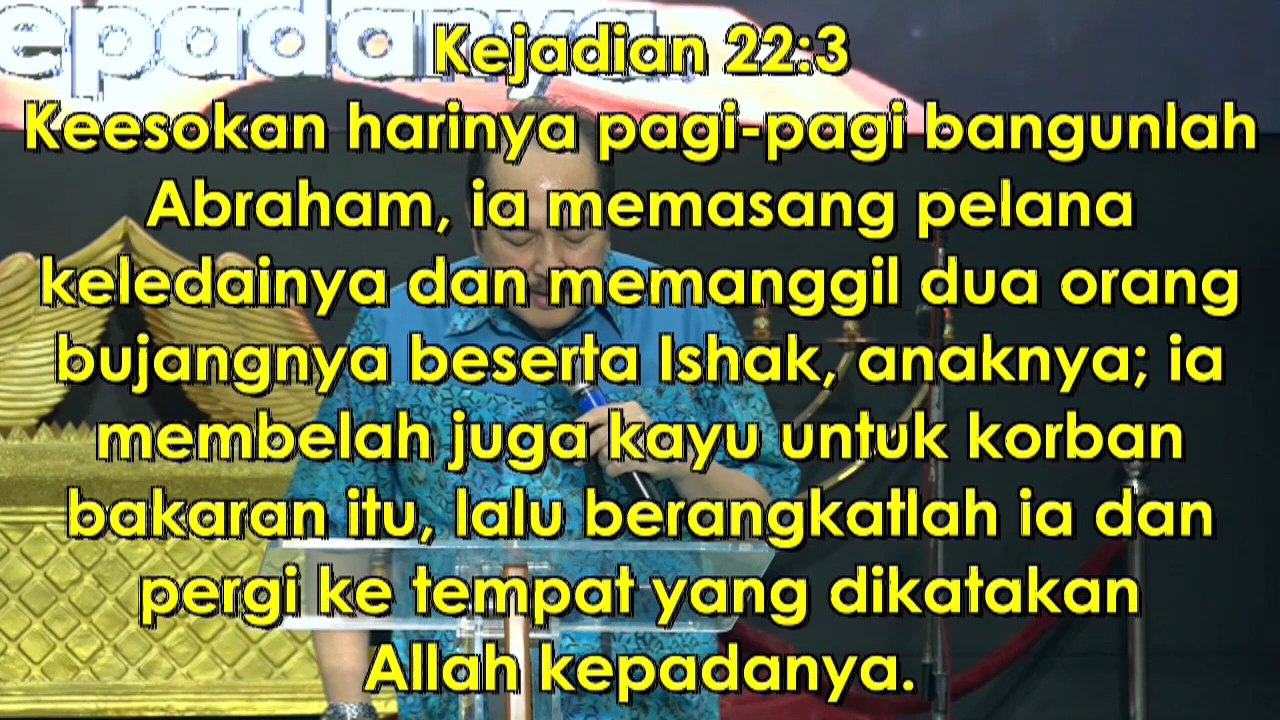 epadanya.
Kejadian 22:3
Keesokan harinya pagi-pagi bangunlah
Abraham, ia memasang pelana
keledainya dan memanggil dua orang
bujangnya beserta Ishak, anaknya; ia
membelah juga kayu untuk korban
bakaran itu, lalu berangkatlah ia dan
pergi ke tempat yang dikatakan
Allah kepadanya.